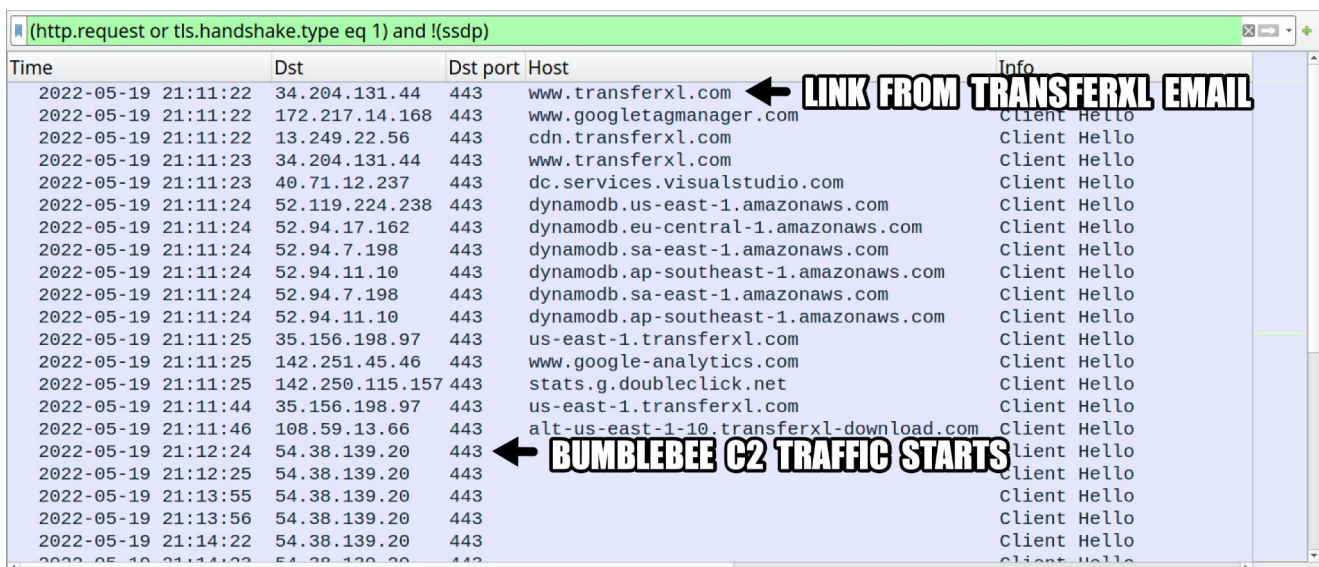 (http.request or tls.handshake.type eq 1) and !(ssdp)
Time Dst Dst port Host Info
2022-05-19 21:11:22 34.204.131.44 443 www.transferxl.com LINK FROM TRANSFERXL EMAIL
2022-05-19 21:11:22 172.217.14.168 443 www.googletagmanager.com Client Hello
2022-05-19 21:11:22 13.249.22.56 443 cdn.transferxl.com Client Hello
2022-05-19 21:11:23 34.204.131.44 443 www.transferxl.com Client Hello
2022-05-19 21:11:23 40.71.12.237 443 dc.services.visualstudio.com Client Hello
2022-05-19 21:11:24 52.119.224.238 443 dynamodb.us-east-1.amazonaws.com Client Hello
2022-05-19 21:11:24 52.94.17.162 443 dynamodb.eu-central-1.amazonaws.com Client Hello
2022-05-19 21:11:24 52.94.7.198 443 dynamodb.sa-east-1.amazonaws.com Client Hello
2022-05-19 21:11:24 52.94.11.10 443 dynamodb.ap-southeast-1.amazonaws.com Client Hello
2022-05-19 21:11:24 52.94.7.198 443 dynamodb.sa-east-1.amazonaws.com Client Hello
2022-05-19 21:11:24 52.94.11.10 443 dynamodb.ap-southeast-1.amazonaws.com Client Hello
2022-05-19 21:11:25 35.156.198.97 443 us-east-1.transferxl.com Client Hello
2022-05-19 21:11:25 142.251.45.46 443 www.google-analytics.com Client Hello
2022-05-19 21:11:25 142.250.115.157 443 stats.g.doubleclick.net Client Hello
2022-05-19 21:11:44 35.156.198.97 443 us-east-1.transferxl.com Client Hello
2022-05-19 21:11:46 108.59.13.66 443 alt-us-east-1-10.transferxl-download.com Client Hello
2022-05-19 21:12:24 54.38.139.20 443 BUMBLEBEE C2 TRAFFIC STARTS Client Hello
2022-05-19 21:12:25 54.38.139.20 443 Client Hello
2022-05-19 21:13:55 54.38.139.20 443 Client Hello
2022-05-19 21:13:56 54.38.139.20 443 Client Hello
2022-05-19 21:14:22 54.38.139.20 443 Client Hello